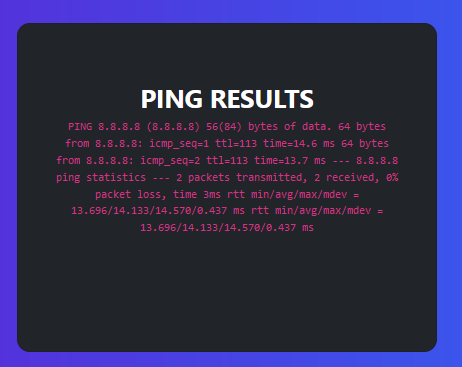 PING RESULTS
PING 8.8.8.8 (8.8.8.8) 56(84) bytes of data. 64 bytes
from 8.8.8.8: icmp_seq=1 ttl=113 time=14.6 ms 64 bytes
from 8.8.8.8: icmp_seq=2 ttl=113 time=13.7 ms --- 8.8.8.8
ping statistics --- 2 packets transmitted, 2 received, 0%
packet loss, time 3ms rtt min/avg/max/mdev =
13.696/14.133/14.570/0.437 ms rtt min/avg/max/mdev =
13.696/14.133/14.570/0.437 ms